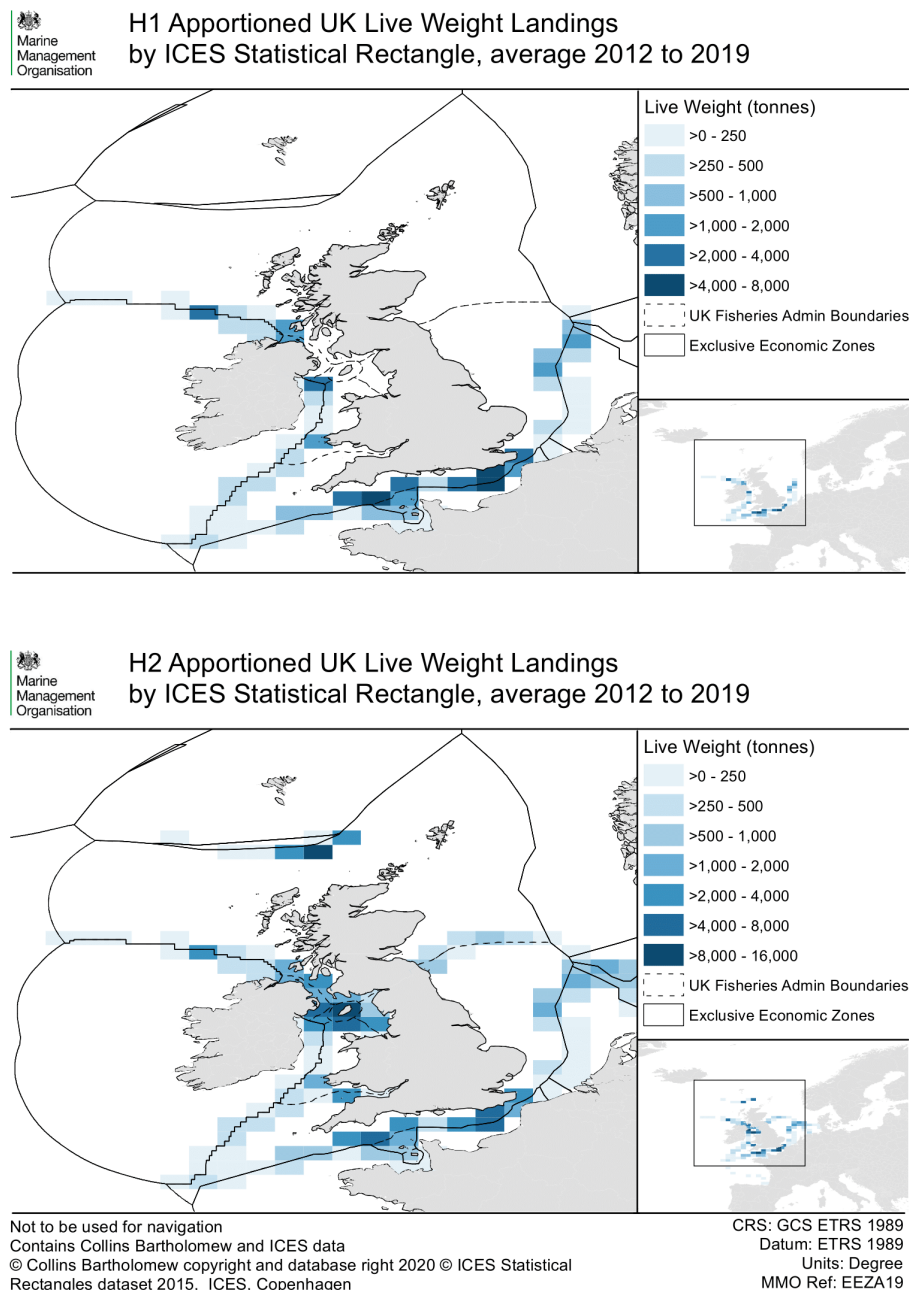 Marine
Management
Organisation
H1 Apportioned UK Live Weight Landings
by ICES Statistical Rectangle, average 2012 to 2019
Live Weight (tonnes)
>0 - 250
>250 - 500
>500 - 1,000
>1,000 - 2,000
>2,000 - 4,000
>4,000 - 8,000
UK Fisheries Admin Boundaries
Exclusive Economic Zones
Marine
Management
Organisation
H2 Apportioned UK Live Weight Landings
by ICES Statistical Rectangle, average 2012 to 2019
Live Weight (tonnes)
>0 - 250
>250 - 500
>500 - 1,000
>1,000 - 2,000
>2,000 - 4,000
>4,000 - 8,000
>8,000 - 16,000
UK Fisheries Admin Boundaries
Exclusive Economic Zones
Not to be used for navigation
Contains Collins Bartholomew and ICES data
© Collins Bartholomew copyright and database right 2020 © ICES Statistical
Rectangles dataset 2015. ICES, Copenhagen
CRS: GCS ETRS 1989
Datum: ETRS 1989
Units: Degree
MMO Ref: EEZA19